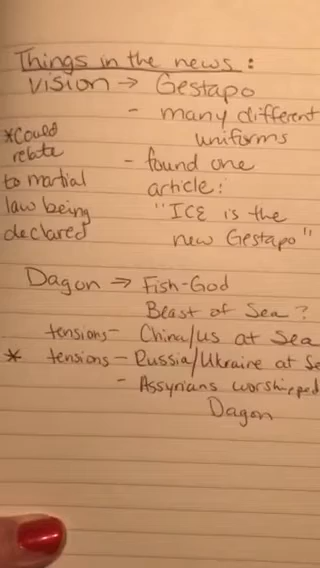 Things in the news:
Vision → Gestapo
- many different
uniforms
- found one
article:
"ICE is the
new Gestapo"
*Could
relate
to martial
law being
declared
Dagon → Fish-God
Beast of Sea?
tensions - China/US at Sea
* tensions - Russia/Ukraine at Se
- Assyrians worshipped
Dagon